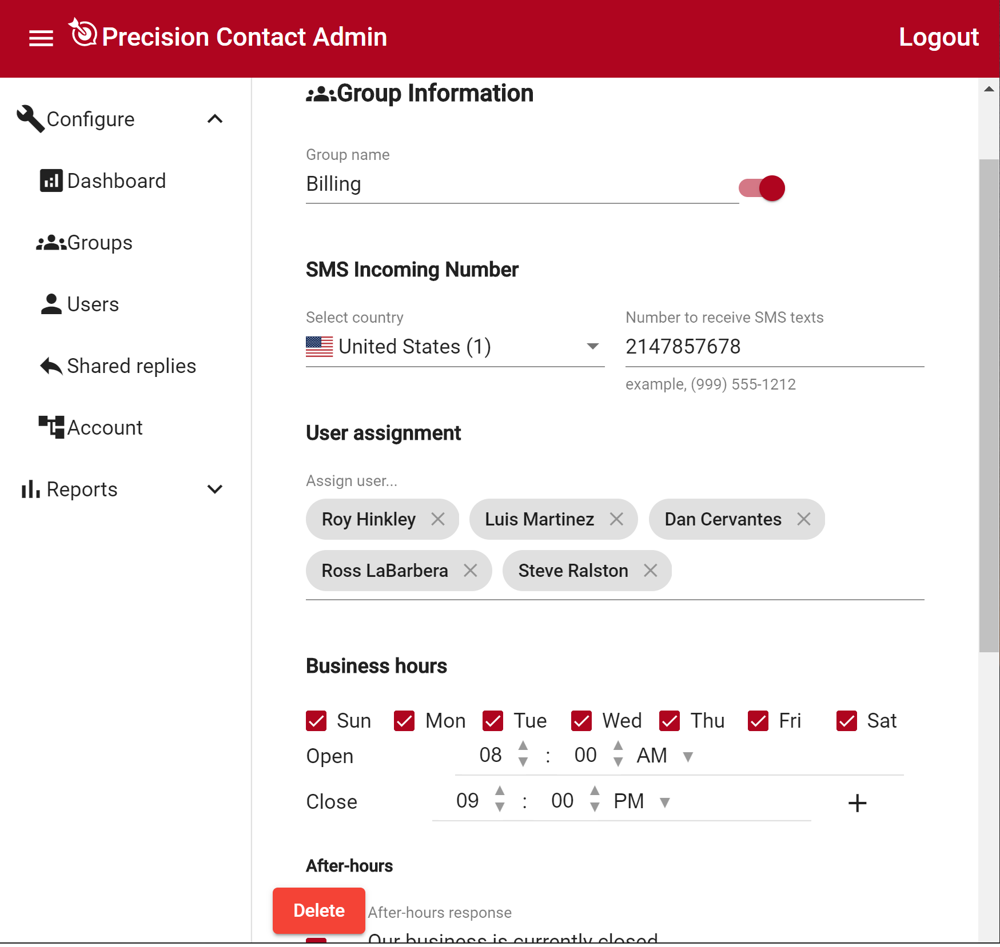 Precision Contact Admin
Logout
Configure
Dashboard
Groups
Users
Shared replies
Account
Reports
Group Information
Group name
Billing
SMS Incoming Number
Select country
United States (1)
Number to receive SMS texts
2147857678
example, (999) 555-1212
User assignment
Assign user...
Roy Hinkley
Luis Martinez
Dan Cervantes
Ross LaBarbera
Steve Ralston
Business hours
Sun Mon Tue Wed Thu Fri Sat
Open 08 : 00 AM
Close 09 : 00 PM
After-hours
Delete
After-hours response
Our business is currently closed